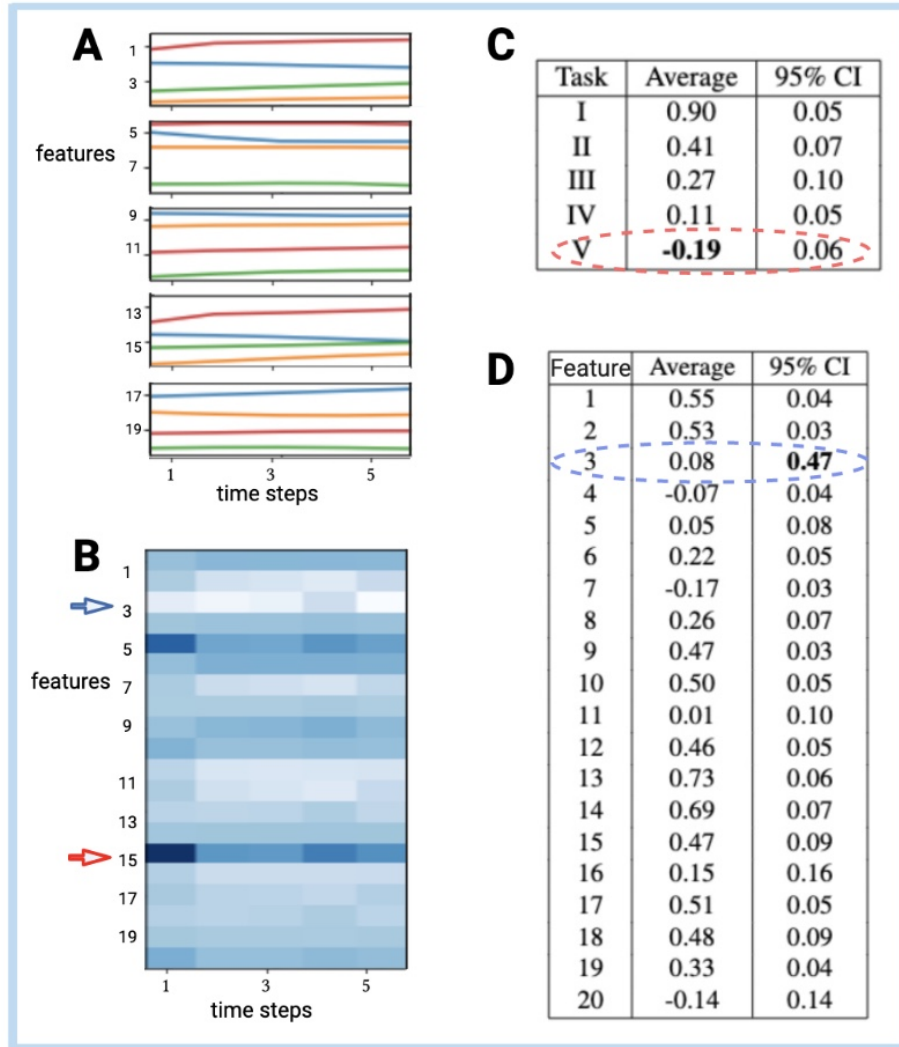 A
1
3
5
features
7
9
11
13
15
17
19
1 3 5
time steps
B
1
3
5
features
7
9
11
13
15
17
19
1 3 5
time steps
C
Task Average 95% CI
I 0.90 0.05
II 0.41 0.07
III 0.27 0.10
IV 0.11 0.05
V -0.19 0.06
D
Feature Average 95% CI
1 0.55 0.04
2 0.53 0.03
3 0.08 0.47
4 -0.07 0.04
5 0.05 0.08
6 0.22 0.05
7 -0.17 0.03
8 0.26 0.07
9 0.47 0.03
10 0.50 0.05
11 0.01 0.10
12 0.46 0.05
13 0.73 0.06
14 0.69 0.07
15 0.47 0.09
16 0.15 0.16
17 0.51 0.05
18 0.48 0.09
19 0.33 0.04
20 -0.14 0.14